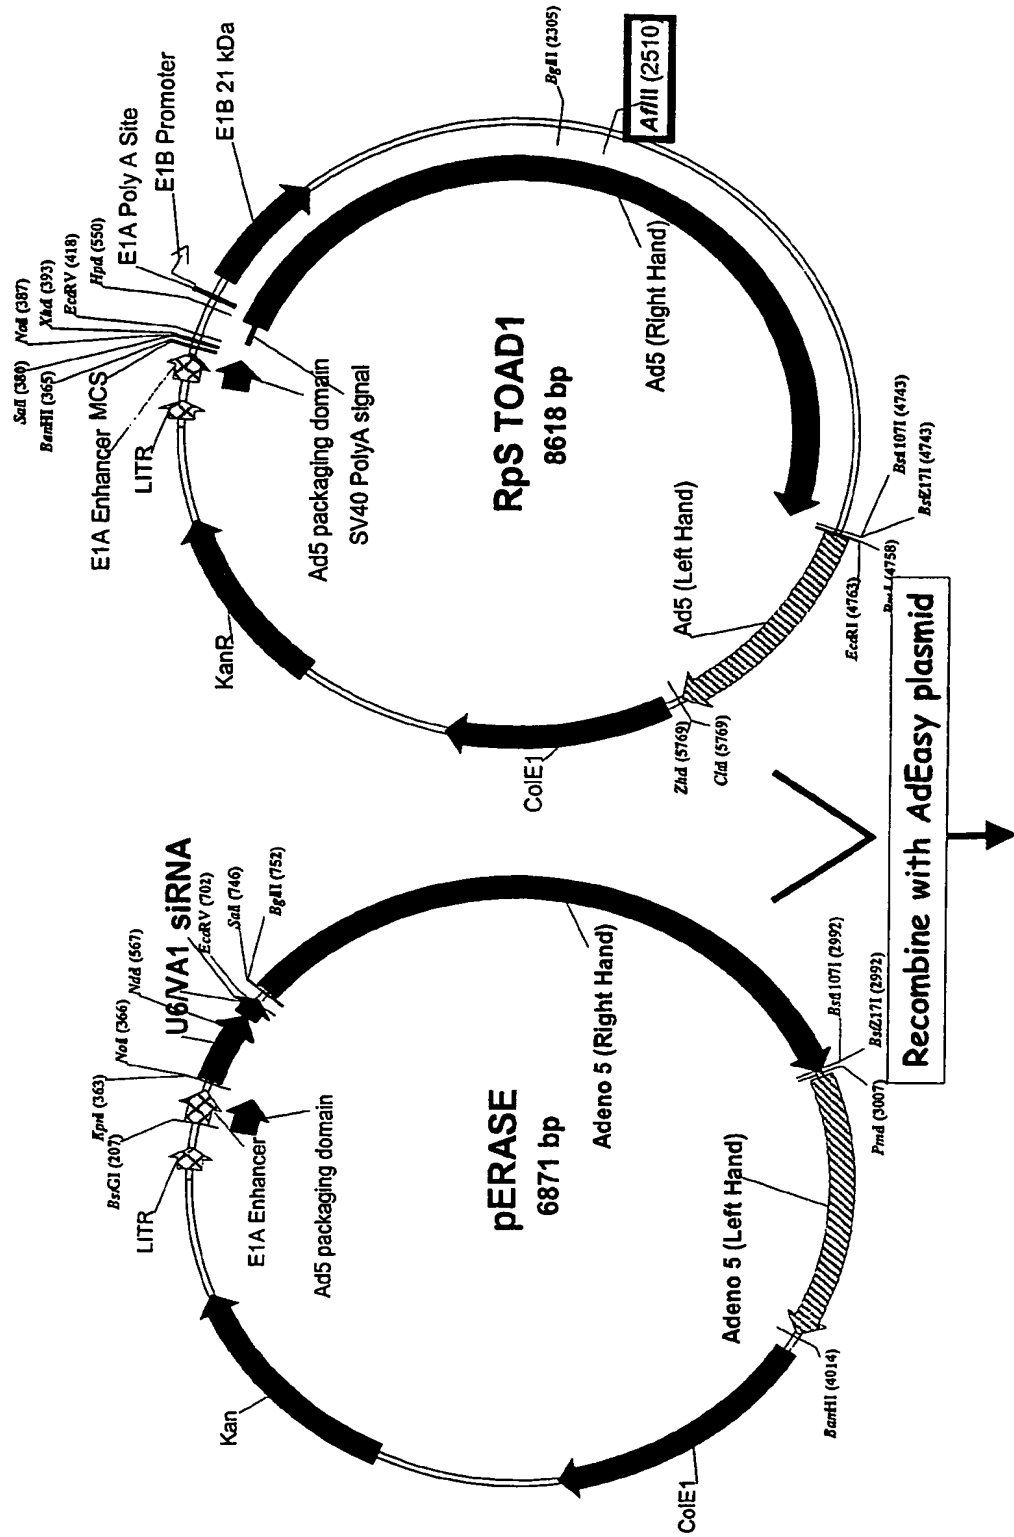 pERASE
6871 bp
LITR
BsrGI (207)
KpnI (363)
NotI (366)
NdeI (567)
U6/VA1 siRNA
EcoRV (702)
SalI (746)
BglII (752)
E1A Enhancer
Ad5 packaging domain
Kan
Adeno 5 (Right Hand)
Adeno 5 (Left Hand)
Bst1107I (2992)
BstZ17I (2992)
PmeI (3007)
BamHI (4014)
ColE1
RpS TOAD1
8618 bp
SalI (380)
BamHI (365)
NotI (387)
XhoI (393)
EcoRV (418)
HpaI (550)
E1A Poly A Site
E1B Promoter
E1B 21 kDa
E1A Enhancer
MCS
LITR
Ad5 packaging domain
SV40 PolyA signal
KanR
BglII (2305)
AflII (2510)
Ad5 (Right Hand)
Ad5 (Left Hand)
Bst1107I (4743)
BstZ17I (4743)
(4758)
EcoRI (4763)
ColE1
(5769)
ClaI (5769)
Recombine with AdEasy plasmid